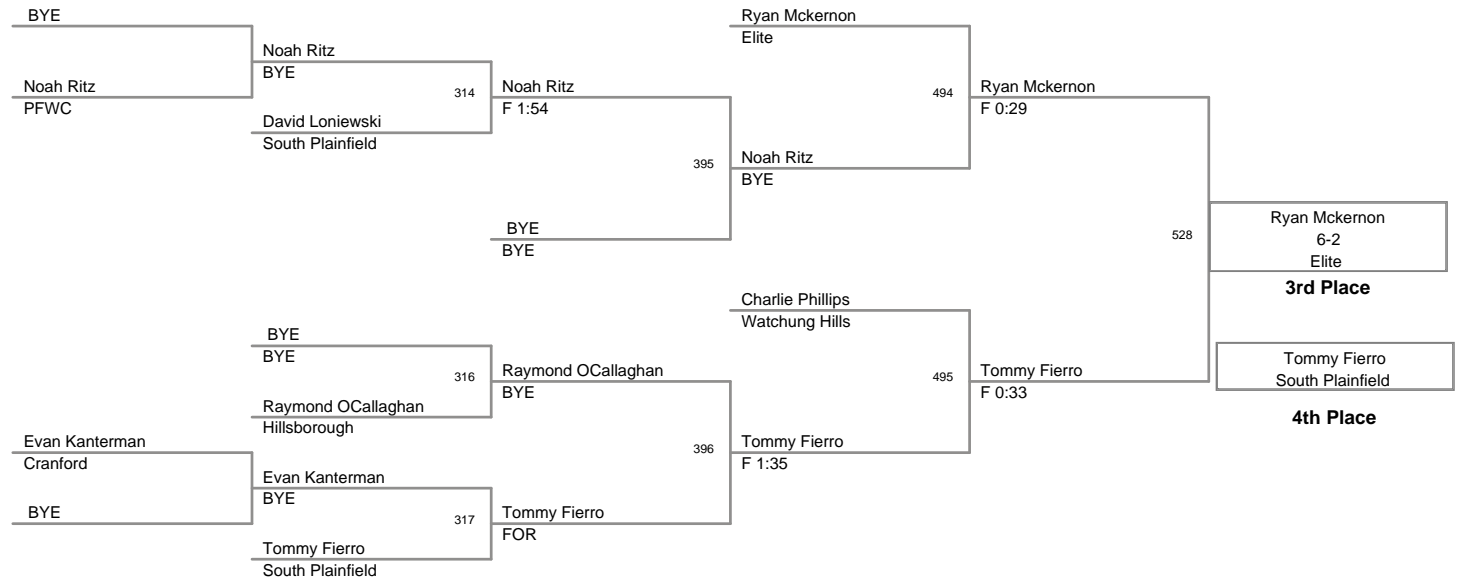 BYE
Noah Ritz
PFWC
Noah Ritz
BYE
David Loniewski
South Plainfield
314
Noah Ritz
F 1:54
BYE
BYE
395
Ryan Mckernon
Elite
Noah Ritz
BYE
494
Ryan Mckernon
F 0:29
BYE
BYE
Raymond OCallaghan
Hillsborough
316
Evan Kanterman
Cranford
BYE
Evan Kanterman
BYE
Tommy Fierro
South Plainfield
317
Raymond OCallaghan
BYE
Tommy Fierro
FOR
396
Charlie Phillips
Watchung Hills
Tommy Fierro
F 1:35
495
Tommy Fierro
F 0:33
528
Ryan Mckernon
6-2
Elite
3rd Place
Tommy Fierro
South Plainfield
4th Place